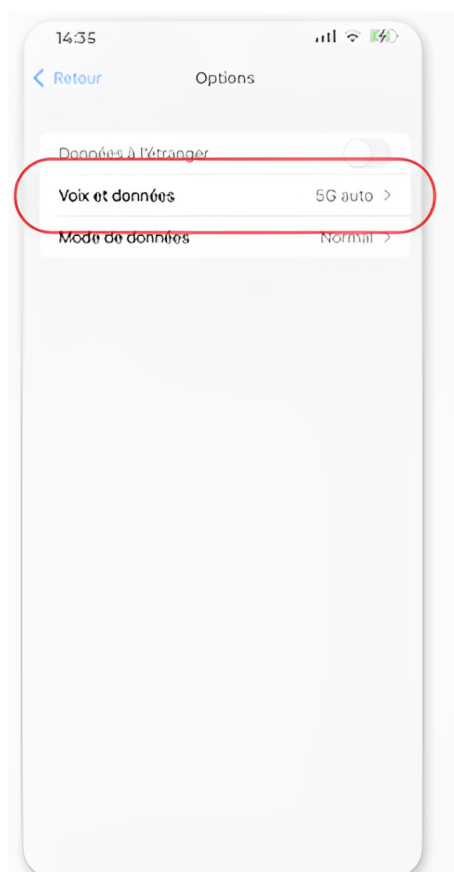 14:35
Retour
Options
Données à l'étranger
Voix et données 5G auto
Mode de données Normal